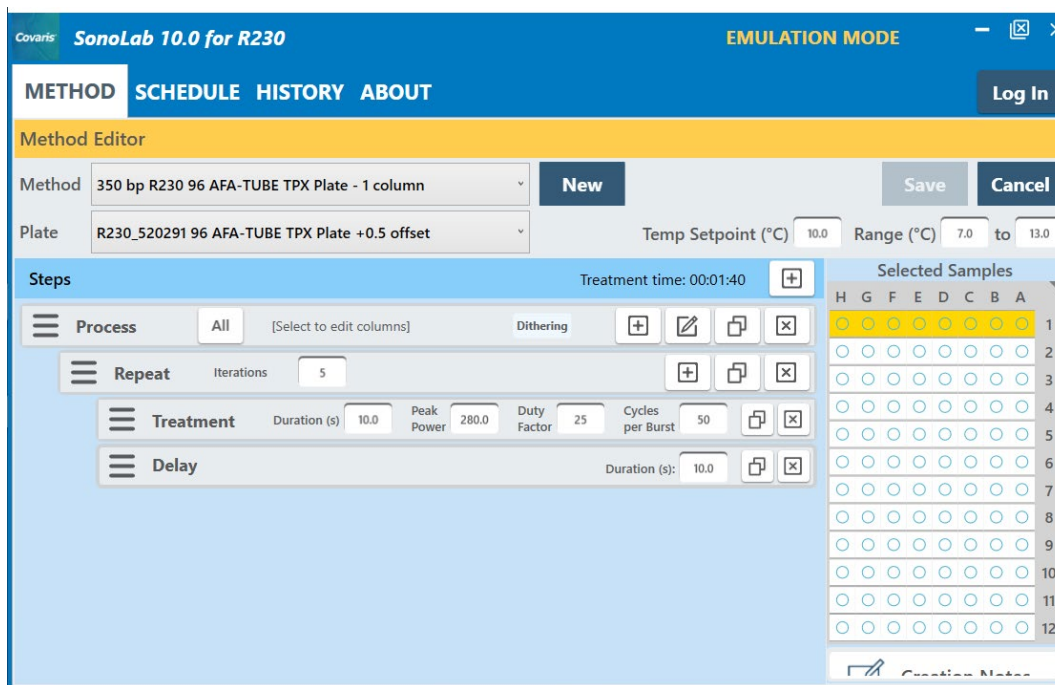 Covaris SonoLab 10.0 for R230 EMULATION MODE
METHOD SCHEDULE HISTORY ABOUT Log In
Method Editor
Method 350 bp R230 96 AFA-TUBE TPX Plate - 1 column New Save Cancel
Plate R230_520291 96 AFA-TUBE TPX Plate +0.5 offset Temp Setpoint (°C) 10.0 Range (°C) 7.0 to 13.0
Steps Treatment time: 00:01:40 Selected Samples
H G F E D C B A
Process All [Select to edit columns] Dithering
1
2
Repeat Iterations 5
3
Treatment Duration (s) 10.0 Peak Power 280.0 Duty Factor 25 Cycles per Burst 50
4
5
Delay Duration (s): 10.0
6
7
8
9
10
11
12
Creation Notes